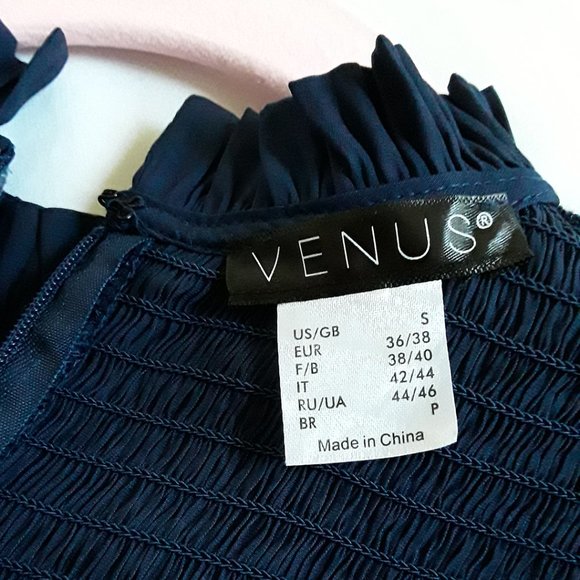 VENUS®
US/GB S
EUR 36/38
F/B 38/40
IT 42/44
RU/UA 44/46
BR P
Made in China